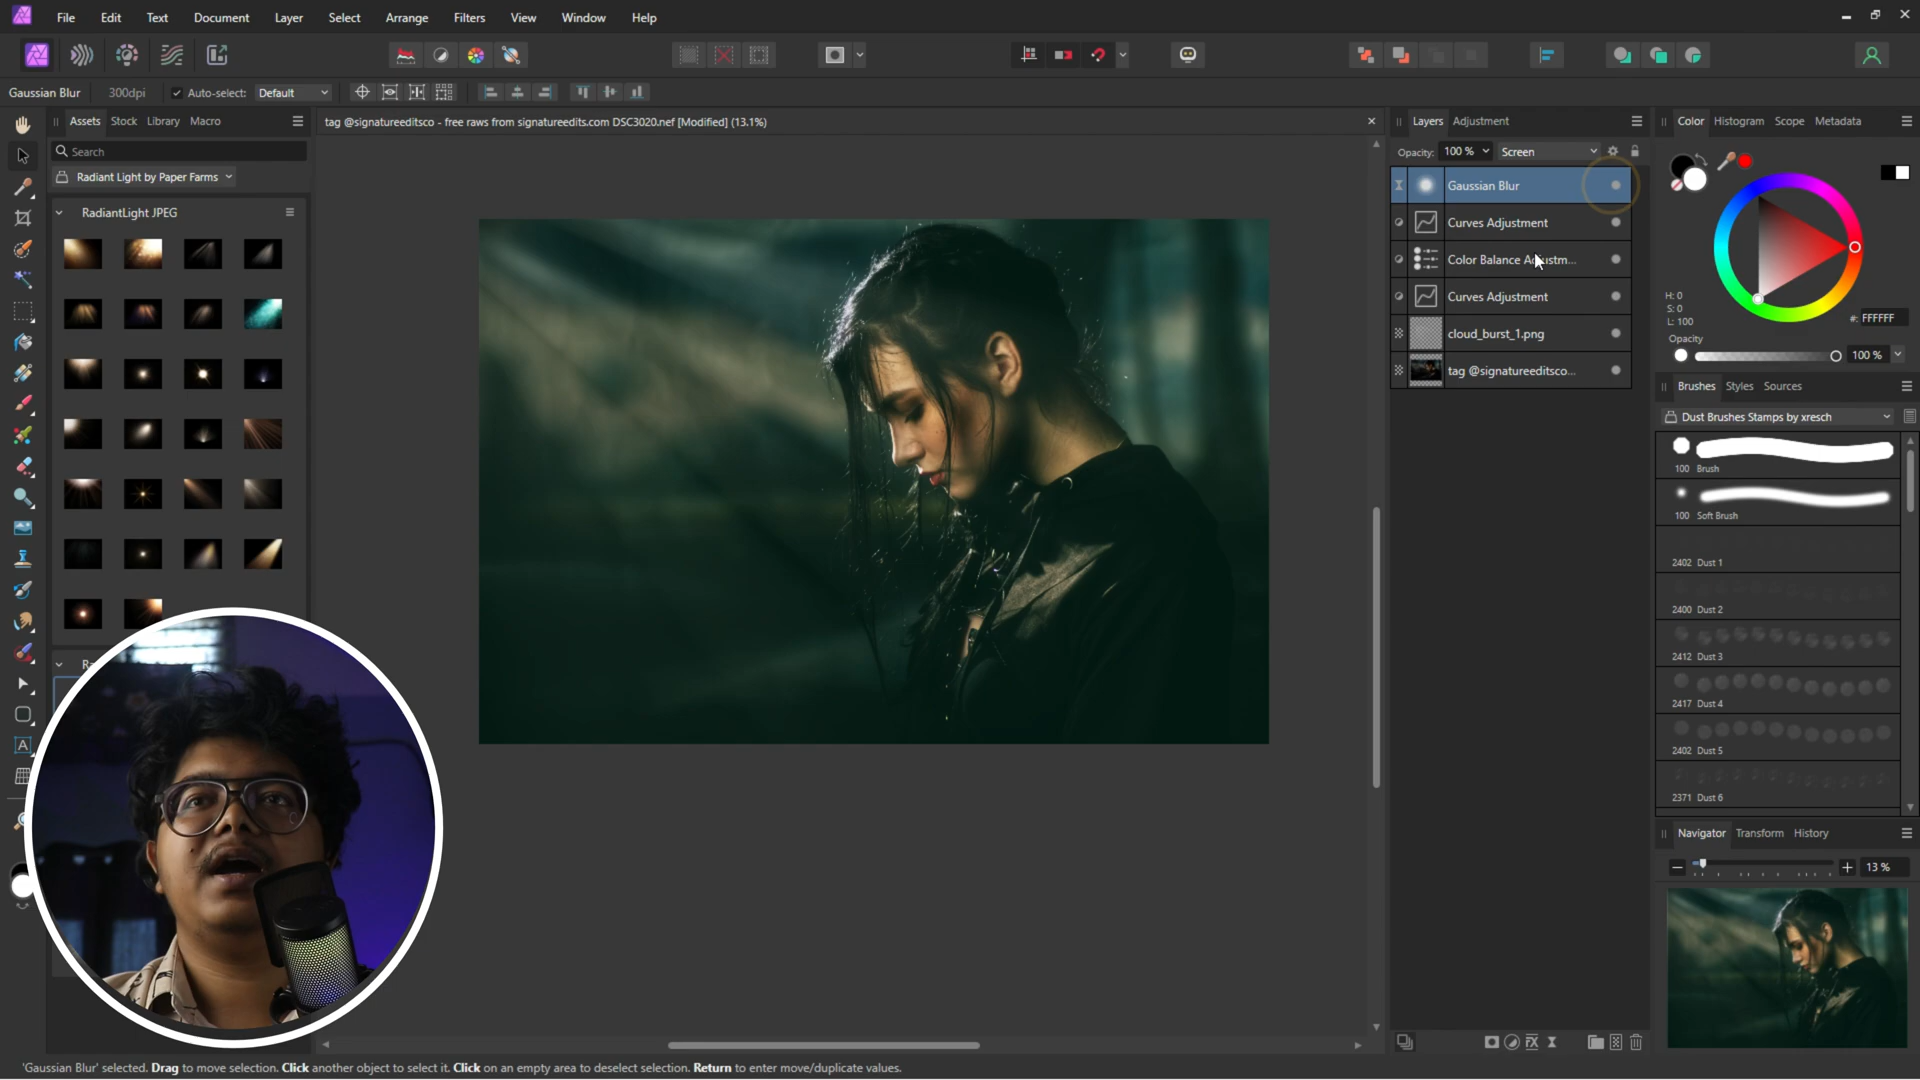 File Edit Text Document Layer Select Arrange Filters View Window Help
Gaussian Blur 300dpi Auto-select: Default
Assets Stock Library Macro
tag @signatureeditsco - free raws from signatureedits.com DSC3020.nef [Modified] (13.1%)
Search
Radiant Light by Paper Farms
RadiantLight JPEG
Layers Adjustment
Opacity: 100 % Screen
Gaussian Blur
Curves Adjustment
Color Balance Adjustm...
Curves Adjustment
cloud_burst_1.png
tag @signatureeditsco...
Color Histogram Scope Metadata
H: 0
S: 0
L: 100
#: FFFFFF
Opacity
100 %
Brushes Styles Sources
Dust Brushes Stamps by xresch
100 Brush
100 Soft Brush
2402 Dust 1
2400 Dust 2
2412 Dust 3
2417 Dust 4
2402 Dust 5
2371 Dust 6
Navigator Transform History
13 %
'Gaussian Blur' selected. Drag to move selection. Click another object to select it. Click on an empty area to deselect selection. Return to enter move/duplicate values.